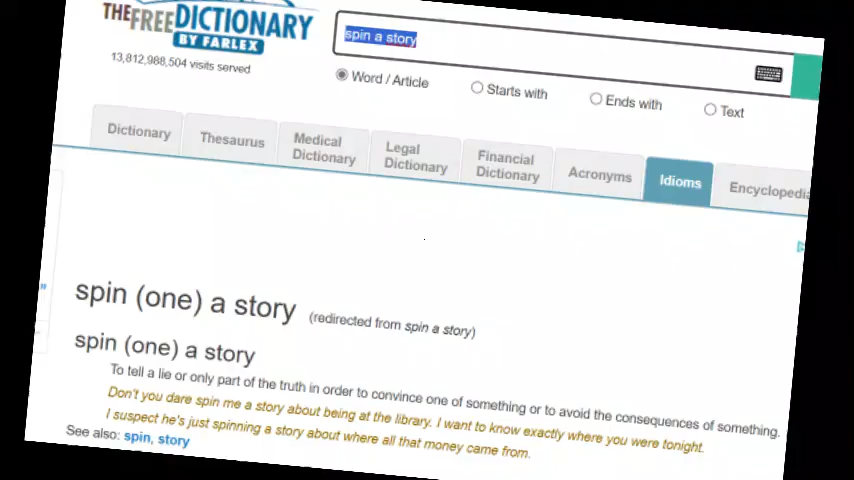 THEFREEDICTIONARY
BY FARLEX
13,812,988,504 visits served
spin a story
Word / Article
Starts with
Ends with
Text
Dictionary
Thesaurus
Medical Dictionary
Legal Dictionary
Financial Dictionary
Acronyms
Idioms
Encyclopedia
spin (one) a story (redirected from spin a story)
spin (one) a story
To tell a lie or only part of the truth in order to convince one of something or to avoid the consequences of something.
Don't you dare spin me a story about being at the library. I want to know exactly where you were tonight.
I suspect he's just spinning a story about where all that money came from.
See also: spin, story